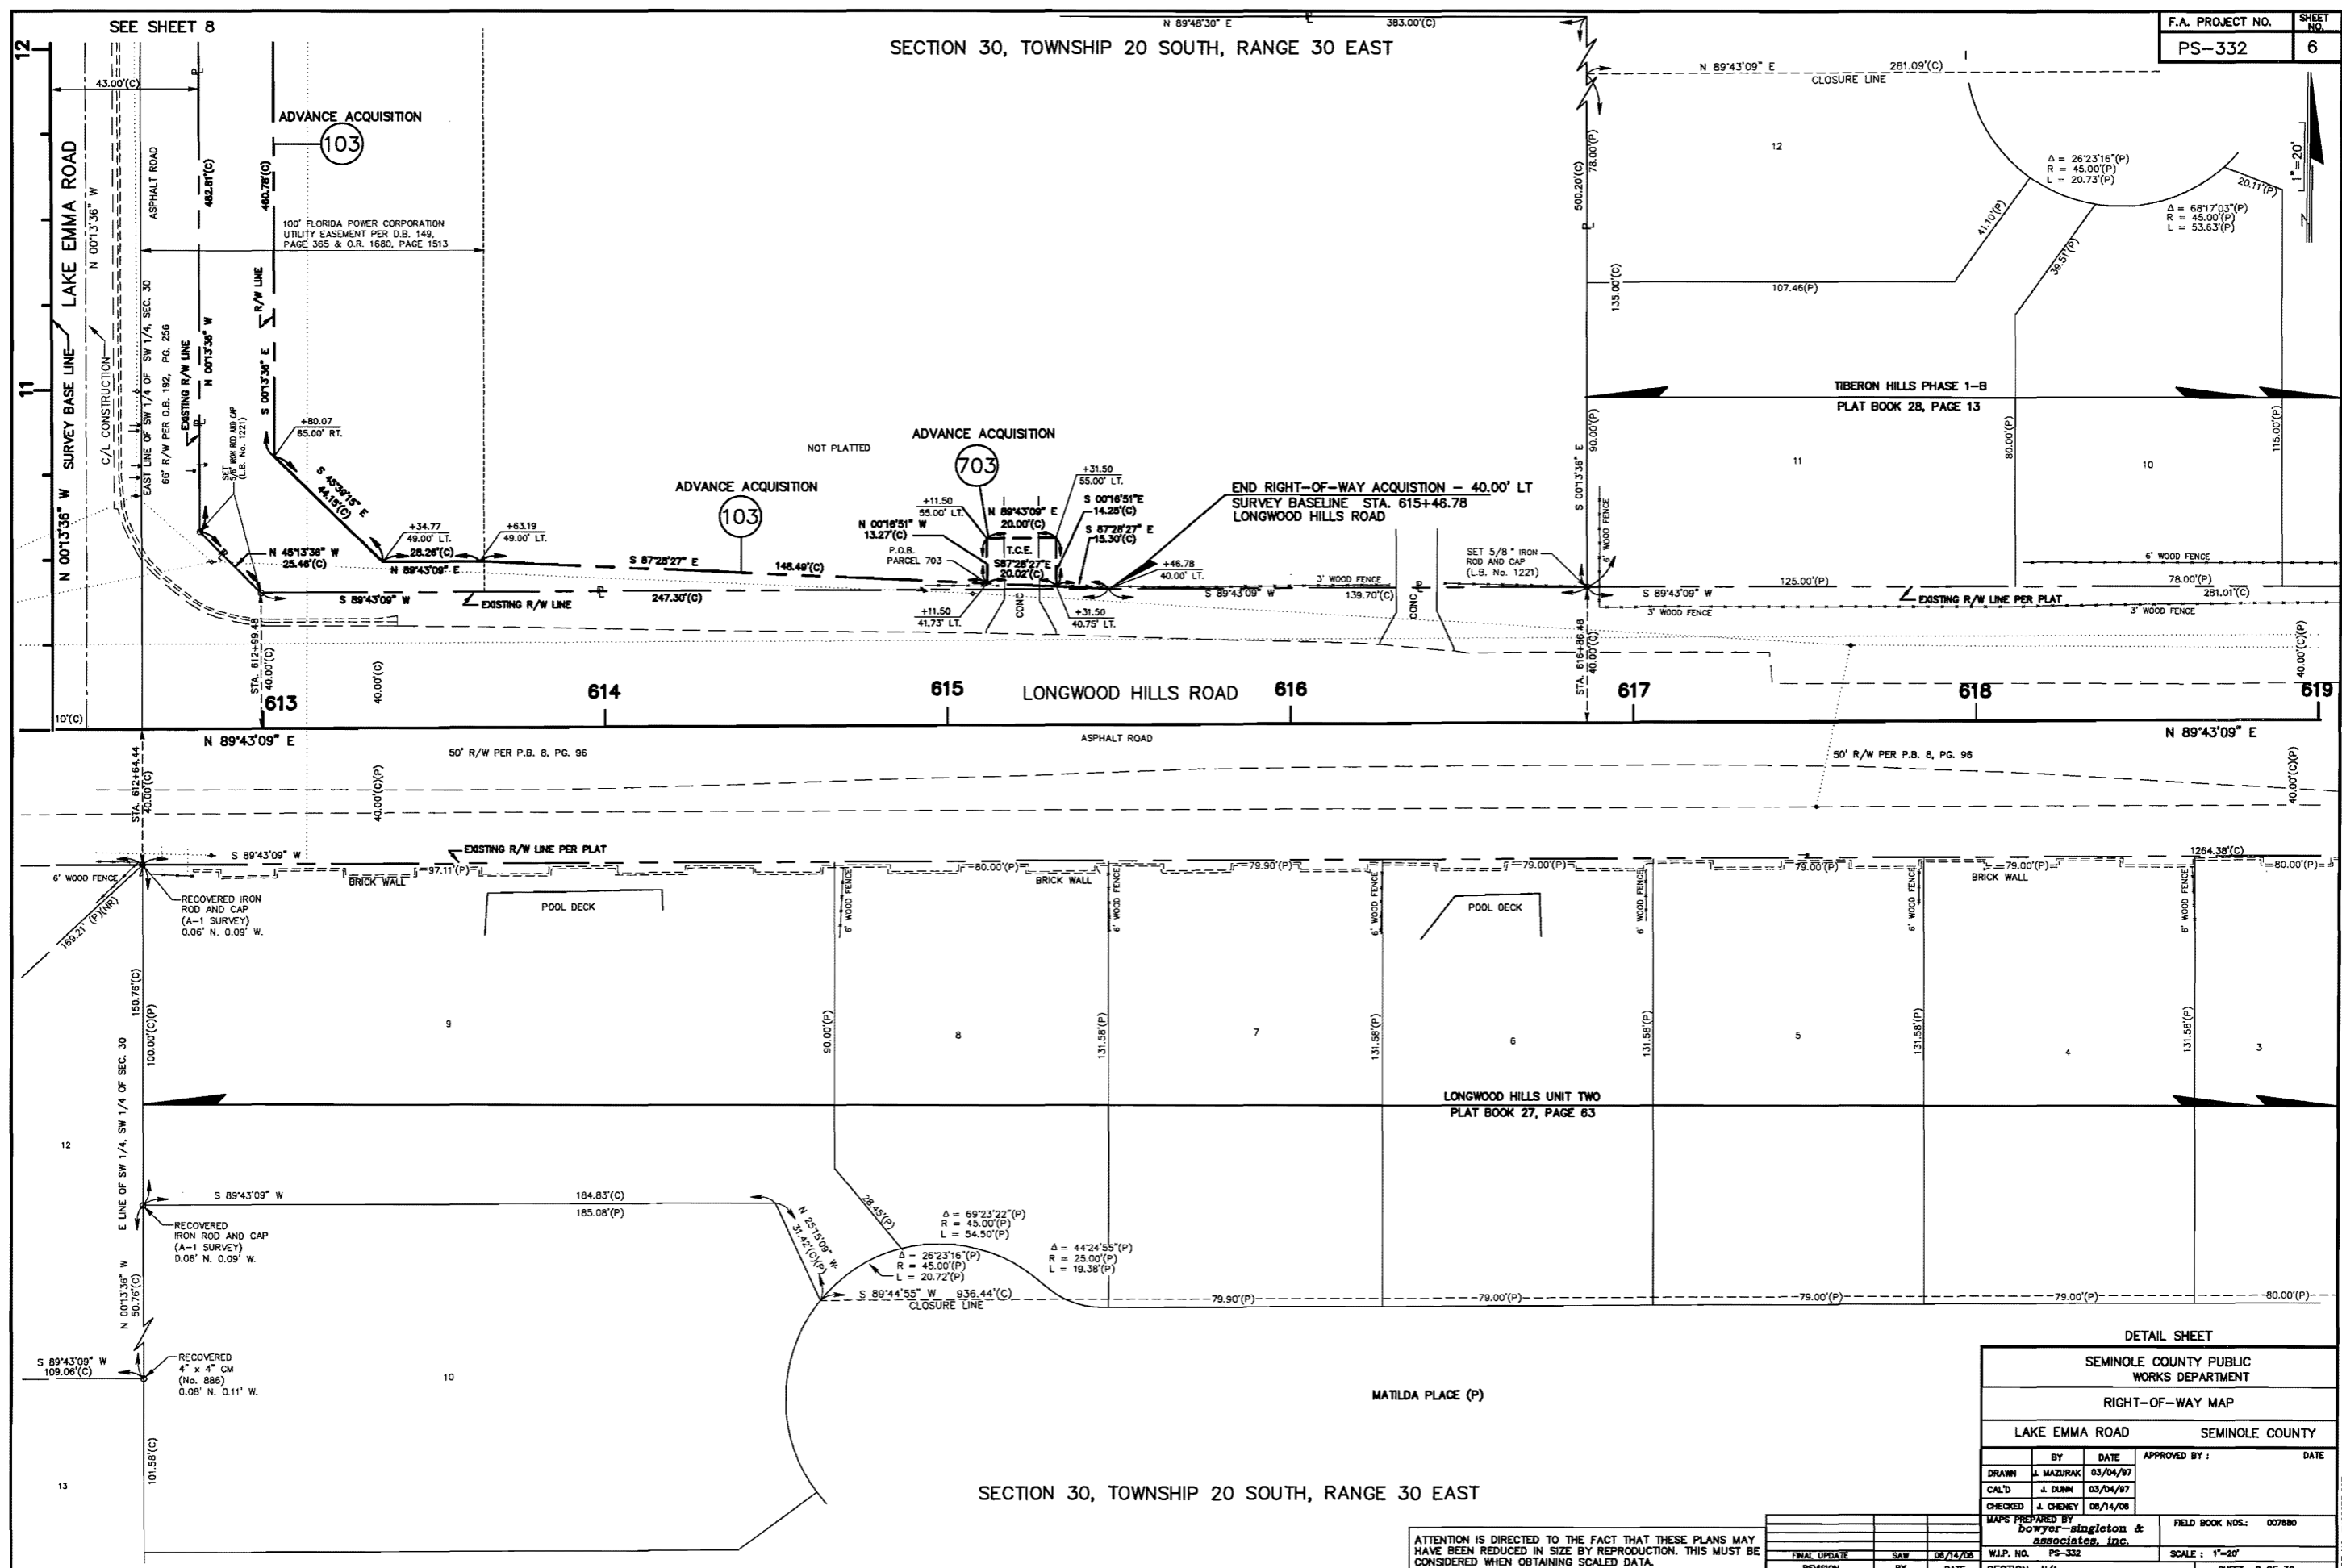 SEE SHEET 8
N 89°48'30" E
383.00'(C)
SECTION 30, TOWNSHIP 20 SOUTH, RANGE 30 EAST
F.A. PROJECT NO.
SHEET NO.
PS-332
6
12
43.00'(C)
ADVANCE ACQUISITION
103
LAKE EMMA ROAD
N 00°13'36" W
ASPHALT ROAD
482.81'(C)
460.78'(C)
100' FLORIDA POWER CORPORATION
UTILITY EASEMENT PER D.B. 149,
PAGE 365 & O.R. 1680, PAGE 1513
R/W LINE
S 00°13'36" E
N 00°13'36" W
EXISTING R/W LINE
EAST LINE OF SW 1/4 OF SW 1/4, SEC. 30
66' R/W PER D.B. 192, PG. 256
11
SURVEY BASE LINE
C/L CONSTRUCTION
N 00°13'36" W
SET
5/8" IRON ROD AND CAP
(L.B. No. 1221)
+80.07
65.00' RT.
S 45°39'15" E
44.15'(C)
+34.77
49.00' LT.
28.26'(C)
N 89°43'09" E
+63.19
49.00' LT.
N 45°13'36" W
25.46'(C)
S 89°43'09" W
EXISTING R/W LINE
247.30'(C)
NOT PLATTED
ADVANCE ACQUISITION
103
S 87°28'27" E
148.49'(C)
ADVANCE ACQUISITION
703
+11.50
55.00' LT.
N 00°16'51" W
13.27'(C)
P.O.B.
PARCEL 703
N 89°43'09" E
20.00'(C)
T.C.E.
S87°28'27"E
20.02'(C)
+31.50
55.00' LT.
S 00°16'51"E
14.25'(C)
S 87°28'27" E
15.30'(C)
+46.78
40.00' LT.
+11.50
41.73' LT.
CONC
+31.50
40.75' LT.
END RIGHT-OF-WAY ACQUISTION - 40.00' LT
SURVEY BASELINE STA. 615+46.78
LONGWOOD HILLS ROAD
SET 5/8 " IRON
ROD AND CAP
(L.B. No. 1221)
3' WOOD FENCE
S 89°43'09" W
139.70'(C)
CONC
N 89°43'09" E
281.09'(C)
CLOSURE LINE
500.20'(C)
78.00'(P)
12
Δ = 26°23'16"(P)
R = 45.00'(P)
L = 20.73'(P)
20.11'(P)
Δ = 68°17'03"(P)
R = 45.00'(P)
L = 53.63'(P)
1"=20'
N
41.10'(P)
39.51'(P)
135.00'(C)
107.46(P)
TIBERON HILLS PHASE 1-B
PLAT BOOK 28, PAGE 13
S 00°13'36" E
90.00'(P)
11
80.00'(P)
10
115.00'(P)
6' WOOD FENCE
6' WOOD FENCE
125.00'(P)
78.00'(P)
S 89°43'09" W
EXISTING R/W LINE PER PLAT
281.01'(C)
3' WOOD FENCE
3' WOOD FENCE
STA. 612+99.48
40.00'(C)
40.00'(C)
STA. 616+86.48
40.00'(C)
40.00'(C)(P)
613
614
615
LONGWOOD HILLS ROAD
616
617
618
619
10'(C)
N 89°43'09" E
ASPHALT ROAD
N 89°43'09" E
50' R/W PER P.B. 8, PG. 96
50' R/W PER P.B. 8, PG. 96
STA. 612+64.44
40.00'(C)
40.00'(C)(P)
40.00'(C)(P)
S 89°43'09" W
EXISTING R/W LINE PER PLAT
1264.38'(C)
6' WOOD FENCE
BRICK WALL
97.11'(P)
80.00'(P)
BRICK WALL
79.90'(P)
79.00'(P)
79.00'(P)
79.00'(P)
BRICK WALL
80.00'(P)
169.21' (P)(NR)
RECOVERED IRON
ROD AND CAP
(A-1 SURVEY)
0.06' N. 0.09' W.
POOL DECK
6' WOOD FENCE
6' WOOD FENCE
6' WOOD FENCE
POOL DECK
6' WOOD FENCE
6' WOOD FENCE
6' WOOD FENCE
150.76'(C)
100.00'(C)(P)
9
90.00'(P)
8
131.58'(P)
7
131.58'(P)
6
131.58'(P)
5
131.58'(P)
4
131.58'(P)
3
LONGWOOD HILLS UNIT TWO
PLAT BOOK 27, PAGE 63
12
E LINE OF SW 1/4, SW 1/4 OF SEC. 30
S 89°43'09" W
184.83'(C)
185.08'(P)
RECOVERED
IRON ROD AND CAP
(A-1 SURVEY)
0.06' N. 0.09' W.
N 25°15'09" W
31.42'(C)(P)
28.45'(P)
Δ = 69°23'22"(P)
R = 45.00'(P)
L = 54.50'(P)
Δ = 26°23'16"(P)
R = 45.00'(P)
L = 20.72'(P)
Δ = 44°24'55"(P)
R = 25.00'(P)
L = 19.38'(P)
S 89°44'55" W 936.44'(C)
CLOSURE LINE
79.90'(P)
79.00'(P)
79.00'(P)
79.00'(P)
80.00'(P)
N 00°13'36" W
50.76'(C)
S 89°43'09" W
109.06'(C)
RECOVERED
4" x 4" CM
(No. 886)
0.08' N. 0.11' W.
10
MATILDA PLACE (P)
101.58'(C)
13
SECTION 30, TOWNSHIP 20 SOUTH, RANGE 30 EAST
ATTENTION IS DIRECTED TO THE FACT THAT THESE PLANS MAY
HAVE BEEN REDUCED IN SIZE BY REPRODUCTION. THIS MUST BE
CONSIDERED WHEN OBTAINING SCALED DATA.
FINAL UPDATE SAW 08/14/06
REVISION BY DATE
DETAIL SHEET
SEMINOLE COUNTY PUBLIC
WORKS DEPARTMENT
RIGHT-OF-WAY MAP
LAKE EMMA ROAD SEMINOLE COUNTY
BY DATE APPROVED BY : DATE
DRAWN J. MAZURAK 03/04/97
CAL'D J. DUNN 03/04/97
CHECKED J. CHENEY 08/14/06
MAPS PREPARED BY
bowyer-singleton &
associates, inc.
FIELD BOOK NOS.: 007680
W.I.P. NO. PS-332 SCALE : 1"=20'